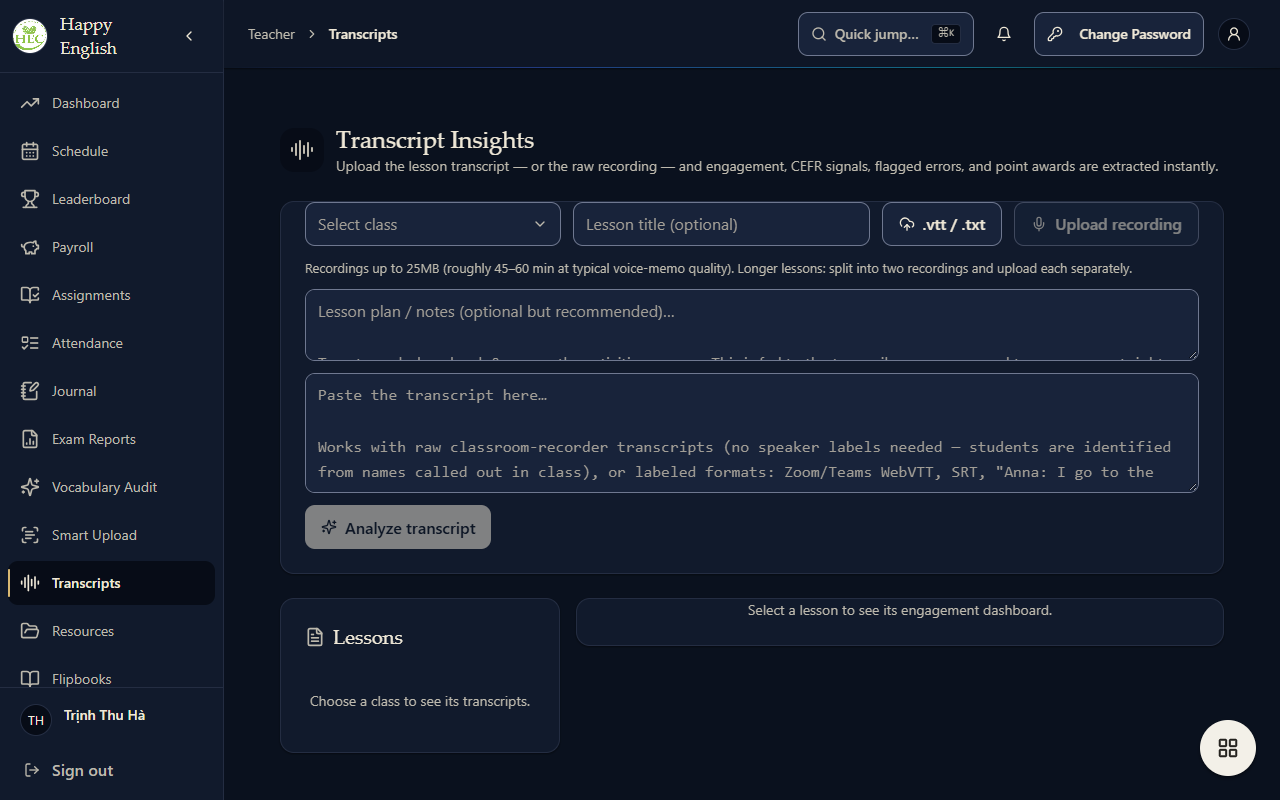 HEC
Happy
English
Dashboard
Schedule
Leaderboard
Payroll
Assignments
Attendance
Journal
Exam Reports
Vocabulary Audit
Smart Upload
Transcripts
Resources
Flipbooks
TH
Trịnh Thu Hà
Sign out
Teacher > Transcripts
Quick jump... ⌘K
Change Password
Transcript Insights
Upload the lesson transcript — or the raw recording — and engagement, CEFR signals, flagged errors, and point awards are extracted instantly.
Select class
Lesson title (optional)
.vtt / .txt
Upload recording
Recordings up to 25MB (roughly 45–60 min at typical voice-memo quality). Longer lessons: split into two recordings and upload each separately.
Lesson plan / notes (optional but recommended)...
Paste the transcript here…
Works with raw classroom-recorder transcripts (no speaker labels needed — students are identified
from names called out in class), or labeled formats: Zoom/Teams WebVTT, SRT, "Anna: I go to the
Analyze transcript
Lessons
Choose a class to see its transcripts.
Select a lesson to see its engagement dashboard.